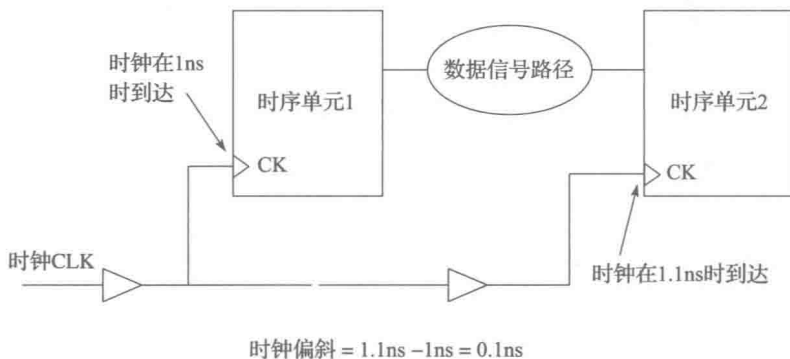 时钟在1ns
时到达
时序单元1
数据信号路径
时序单元2
CK
CK
时钟CLK
时钟在1.1ns时到达
时钟偏斜 = 1.1ns −1ns = 0.1ns